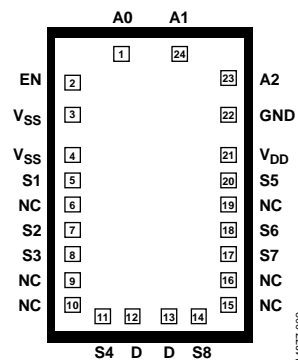 A0 A1
1 24
EN 2 23 A2
VSS 3 22 GND
VSS 4 21 VDD
S1 5 20 S5
NC 6 19 NC
S2 7 18 S6
S3 8 17 S7
NC 9 16 NC
NC 10 15 NC
11 12 13 14
S4 D D S8